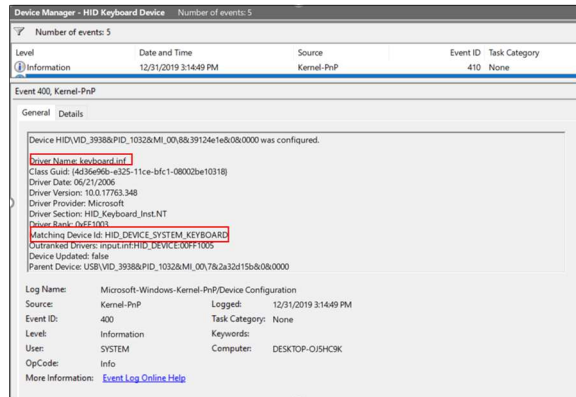 Device Manager - HID Keyboard Device Number of events: 5
Number of events: 5
Level Date and Time Source Event ID Task Category
Information 12/31/2019 3:14:49 PM Kernel-PnP 410 None
Event 400, Kernel-PnP
General Details
Device HID\VID_3938&PID_1032&MI_00\8&39124e1e&0&0000 was configured.
Driver Name: keyboard.inf
Class Guid: {4d36e96b-e325-11ce-bfc1-08002be10318}
Driver Date: 06/21/2006
Driver Version: 10.0.17763.348
Driver Provider: Microsoft
Driver Section: HID_Keyboard_Inst.NT
Driver Rank: 0xFF1003
Matching Device Id: HID_DEVICE_SYSTEM_KEYBOARD
Outranked Drivers: input.inf:HID_DEVICE:00FF1005
Device Updated: false
Parent Device: USB\VID_3938&PID_1032&MI_00\7&2a32d15b&0&0000
Log Name: Microsoft-Windows-Kernel-PnP/Device Configuration
Source: Kernel-PnP Logged: 12/31/2019 3:14:49 PM
Event ID: 400 Task Category: None
Level: Information Keywords:
User: SYSTEM Computer: DESKTOP-OJ5HC9K
OpCode: Info
More Information: Event Log Online Help